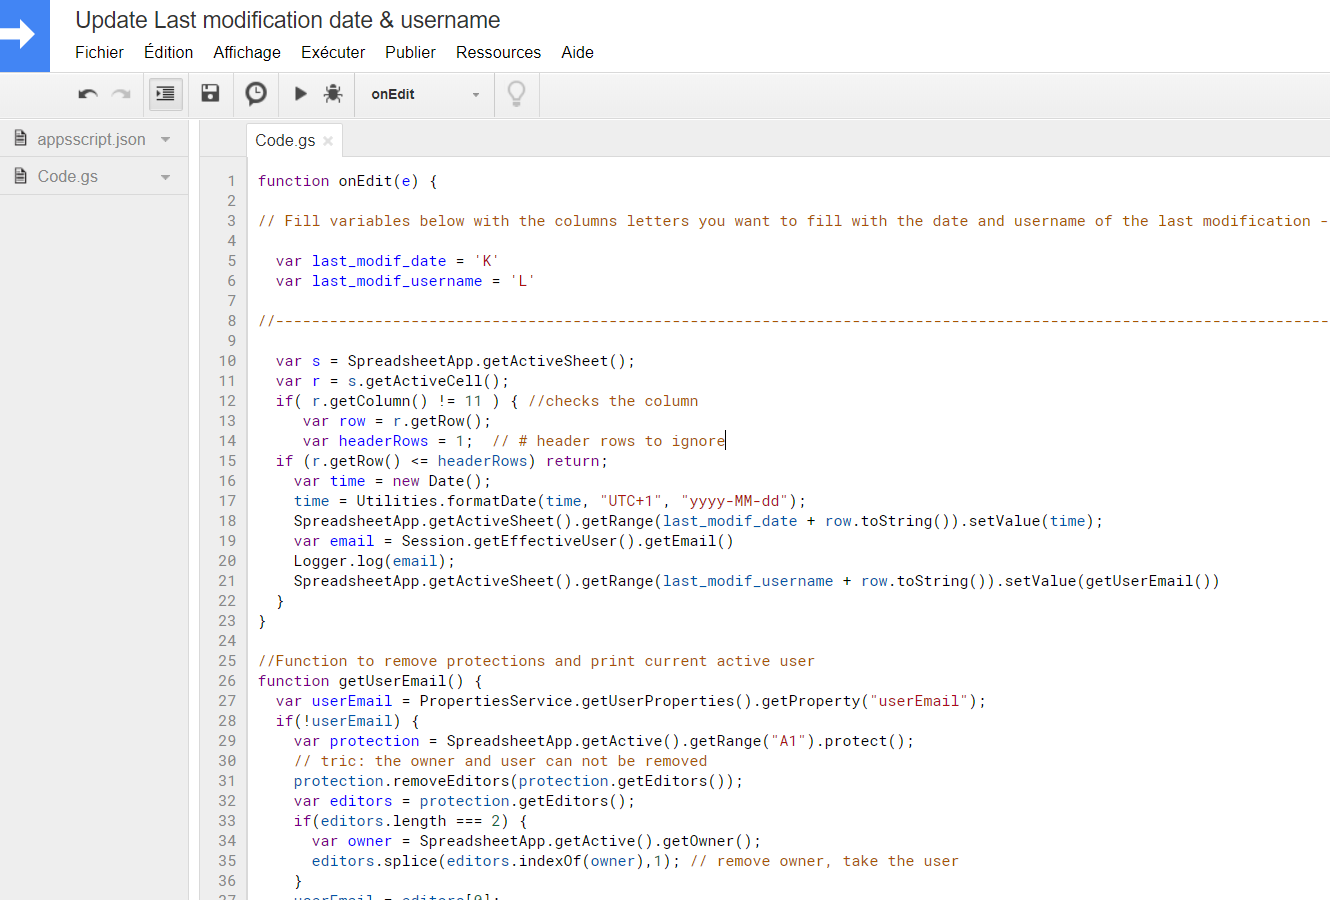 Update Last modification date & username
Fichier Édition Affichage Exécuter Publier Ressources Aide
onEdit
appsscript.json
Code.gs
Code.gs ×
1 function onEdit(e) {
2
3 // Fill variables below with the columns letters you want to fill with the date and username of the last modification -
4
5 var last_modif_date = 'K'
6 var last_modif_username = 'L'
7
8 //---------------------------------------------------------------------------------------------------------------------
9
10 var s = SpreadsheetApp.getActiveSheet();
11 var r = s.getActiveCell();
12 if( r.getColumn() != 11 ) { //checks the column
13 var row = r.getRow();
14 var headerRows = 1;  // # header rows to ignore
15 if (r.getRow() <= headerRows) return;
16 var time = new Date();
17 time = Utilities.formatDate(time, "UTC+1", "yyyy-MM-dd");
18 SpreadsheetApp.getActiveSheet().getRange(last_modif_date + row.toString()).setValue(time);
19 var email = Session.getEffectiveUser().getEmail()
20 Logger.log(email);
21 SpreadsheetApp.getActiveSheet().getRange(last_modif_username + row.toString()).setValue(getUserEmail())
22 }
23 }
24
25 //Function to remove protections and print current active user
26 function getUserEmail() {
27 var userEmail = PropertiesService.getUserProperties().getProperty("userEmail");
28 if(!userEmail) {
29 var protection = SpreadsheetApp.getActive().getRange("A1").protect();
30 // tric: the owner and user can not be removed
31 protection.removeEditors(protection.getEditors());
32 var editors = protection.getEditors();
33 if(editors.length === 2) {
34 var owner = SpreadsheetApp.getActive().getOwner();
35 editors.splice(editors.indexOf(owner),1); // remove owner, take the user
36 }
37 userEmail = editors[0];